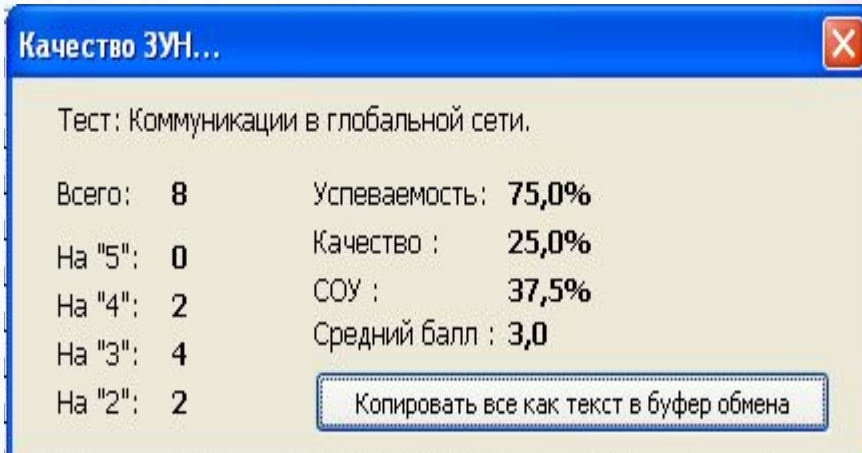 Качество ЗУН...
Тест: Коммуникации в глобальной сети.
Всего: 8 Успеваемость: 75,0%
На "5": 0 Качество : 25,0%
На "4": 2 СОУ : 37,5%
На "3": 4 Средний балл : 3,0
На "2": 2 Копировать все как текст в буфер обмена